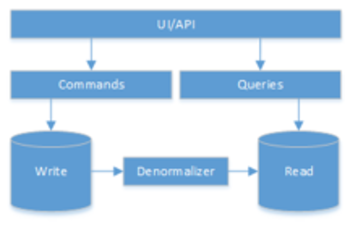 UI/API
Commands
Queries
Write
Denormalizer
Read